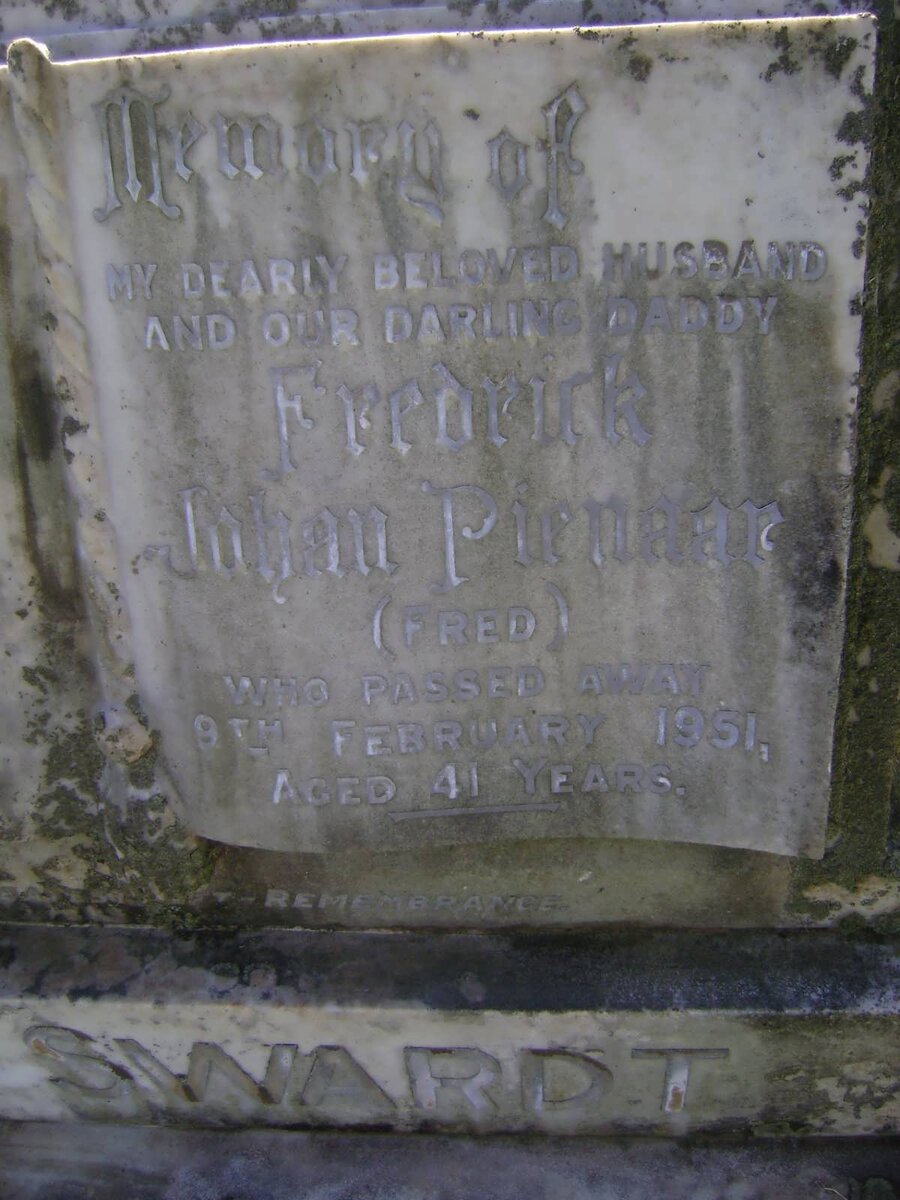 Memory of
MY DEARLY BELOVED HUSBAND
AND OUR DARLING DADDY
Fredrick
Johan Pienaar
(FRED)
WHO PASSED AWAY
9TH FEBRUARY 1951,
AGED 41 YEARS.
REMEMBRANCE.
SWARDT